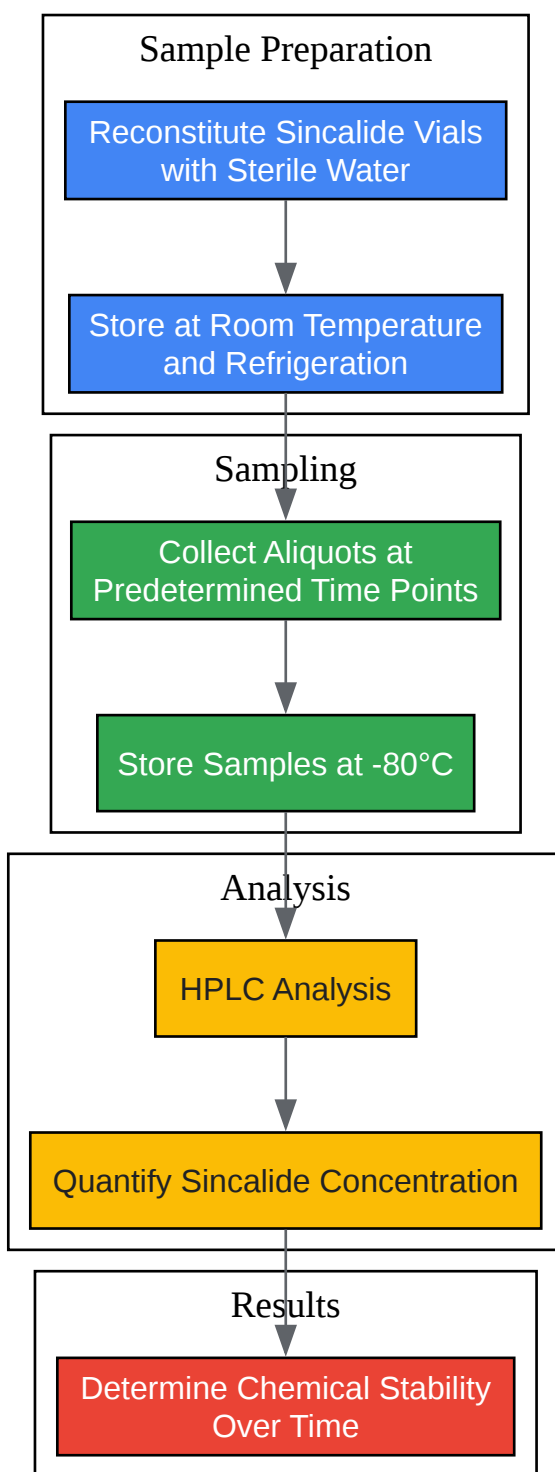 Sample Preparation
Reconstitute Sincalide Vials
with Sterile Water
Store at Room Temperature
and Refrigeration
Sampling
Collect Aliquots at
Predetermined Time Points
Store Samples at -80°C
Analysis
HPLC Analysis
Quantify Sincalide Concentration
Results
Determine Chemical Stability
Over Time